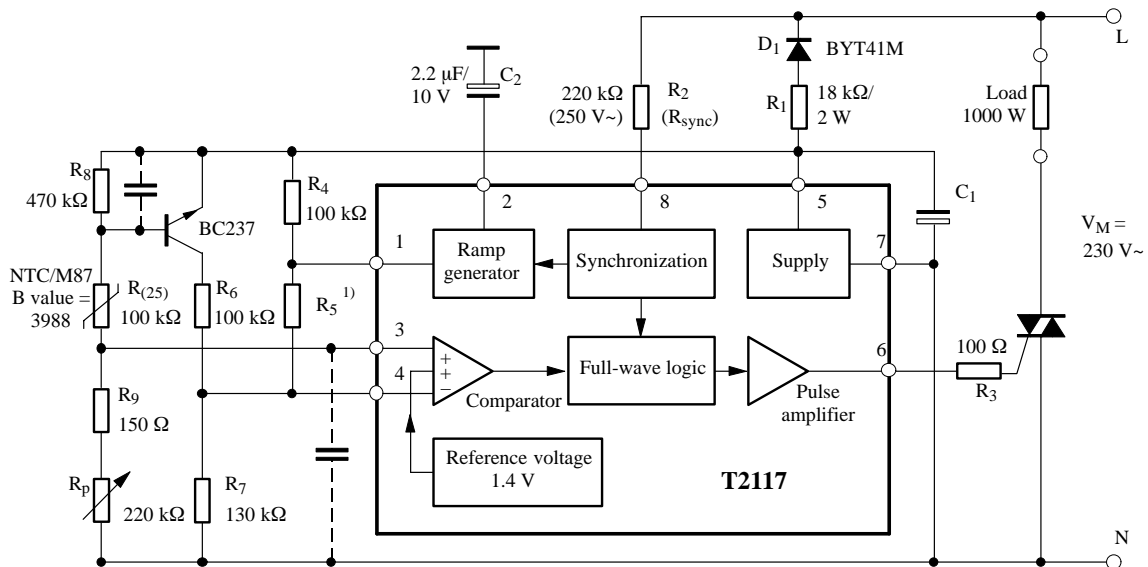 L
D1
BYT41M
2.2 µF/
10 V
C2
220 kΩ
(250 V~)
R2
(Rsync)
R1
18 kΩ/
2 W
Load
1000 W
R8
470 kΩ
R4
100 kΩ
BC237
2
8
5
C1
VM =
230 V~
1
Ramp
generator
Synchronization
Supply
7
NTC/M87
B value =
3988
R(25)
100 kΩ
R6
100 kΩ
R5 1)
3
4
+
+
−
Comparator
Full-wave logic
Pulse
amplifier
6
100 Ω
R3
R9
150 Ω
Reference voltage
1.4 V
T2117
Rp
220 kΩ
R7
130 kΩ
N